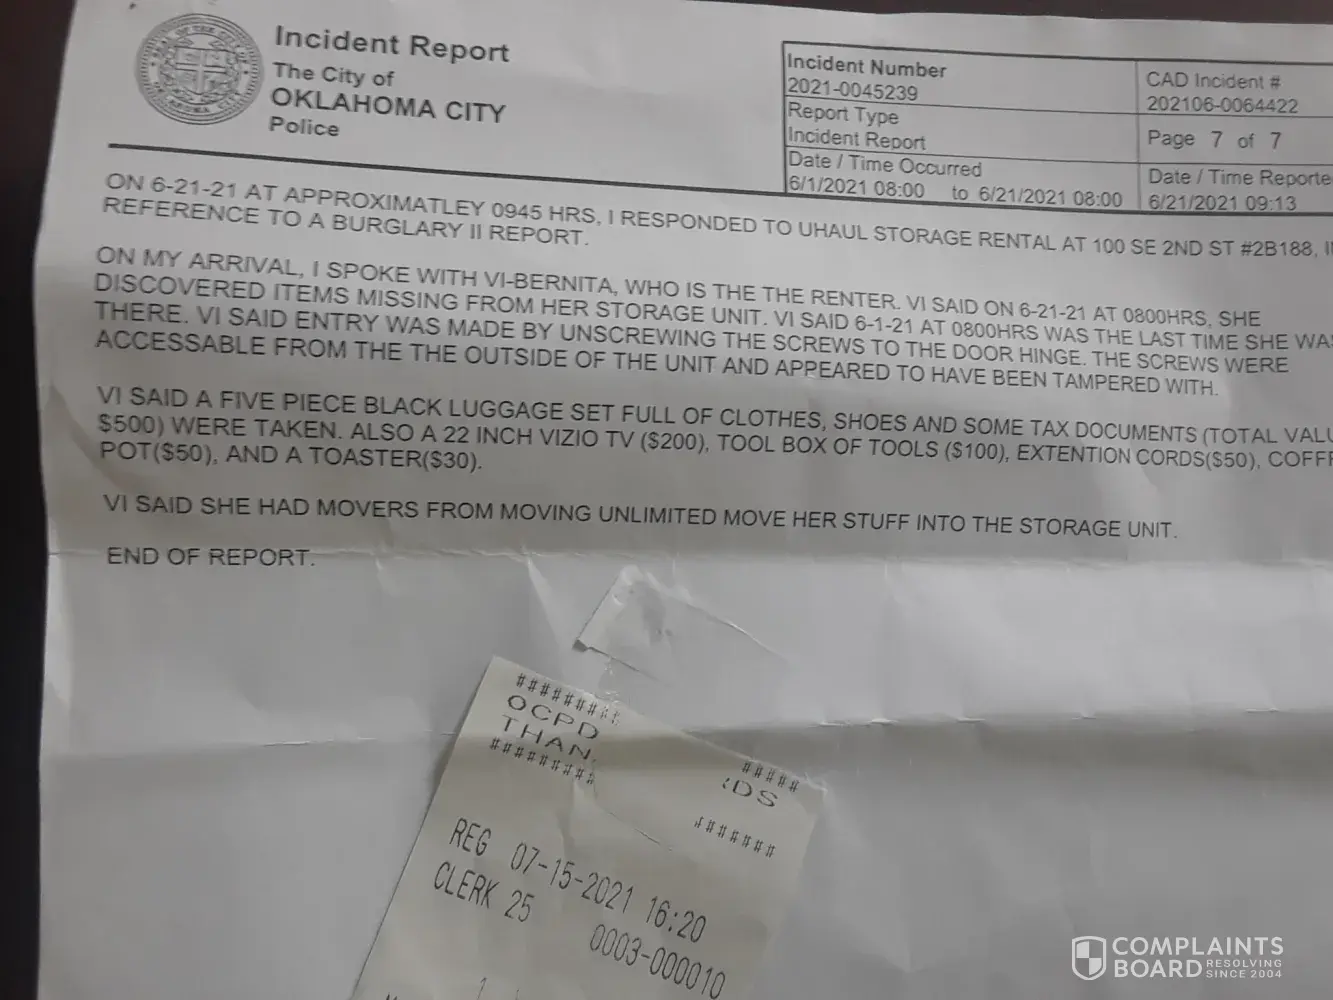 Incident Report
The City of
OKLAHOMA CITY
Police
Incident Number
2021-0045239
Report Type
Incident Report
Date / Time Occurred
6/1/2021 08:00 to 6/21/2021 08:00
CAD Incident #
202106-0064422
Page 7 of 7
Date / Time Reporte
6/21/2021 09:13
ON 6-21-21 AT APPROXIMATLEY 0945 HRS, I RESPONDED TO UHAUL STORAGE RENTAL AT 100 SE 2ND ST #2B188,
REFERENCE TO A BURGLARY II REPORT.
ON MY ARRIVAL, I SPOKE WITH VI-BERNITA, WHO IS THE THE RENTER. VI SAID ON 6-21-21 AT 0800HRS, SHE
DISCOVERED ITEMS MISSING FROM HER STORAGE UNIT. VI SAID 6-1-21 AT 0800HRS WAS THE LAST TIME SHE WAS
THERE. VI SAID ENTRY WAS MADE BY UNSCREWING THE SCREWS TO THE DOOR HINGE. THE SCREWS WERE
ACCESSABLE FROM THE THE OUTSIDE OF THE UNIT AND APPEARED TO HAVE BEEN TAMPERED WITH.
VI SAID A FIVE PIECE BLACK LUGGAGE SET FULL OF CLOTHES, SHOES AND SOME TAX DOCUMENTS (TOTAL VALU
$500) WERE TAKEN. ALSO A 22 INCH VIZIO TV ($200), TOOL BOX OF TOOLS ($100), EXTENTION CORDS($50), COFF
POT($50), AND A TOASTER($30).
VI SAID SHE HAD MOVERS FROM MOVING UNLIMITED MOVE HER STUFF INTO THE STORAGE UNIT.
END OF REPORT.
#########
OCPD
THAN
#########
#####
DS
#######
REG 07-15-2021 16:20
CLERK 25 0003-000010
COMPLAINTS
BOARD RESOLVING
SINCE 2004